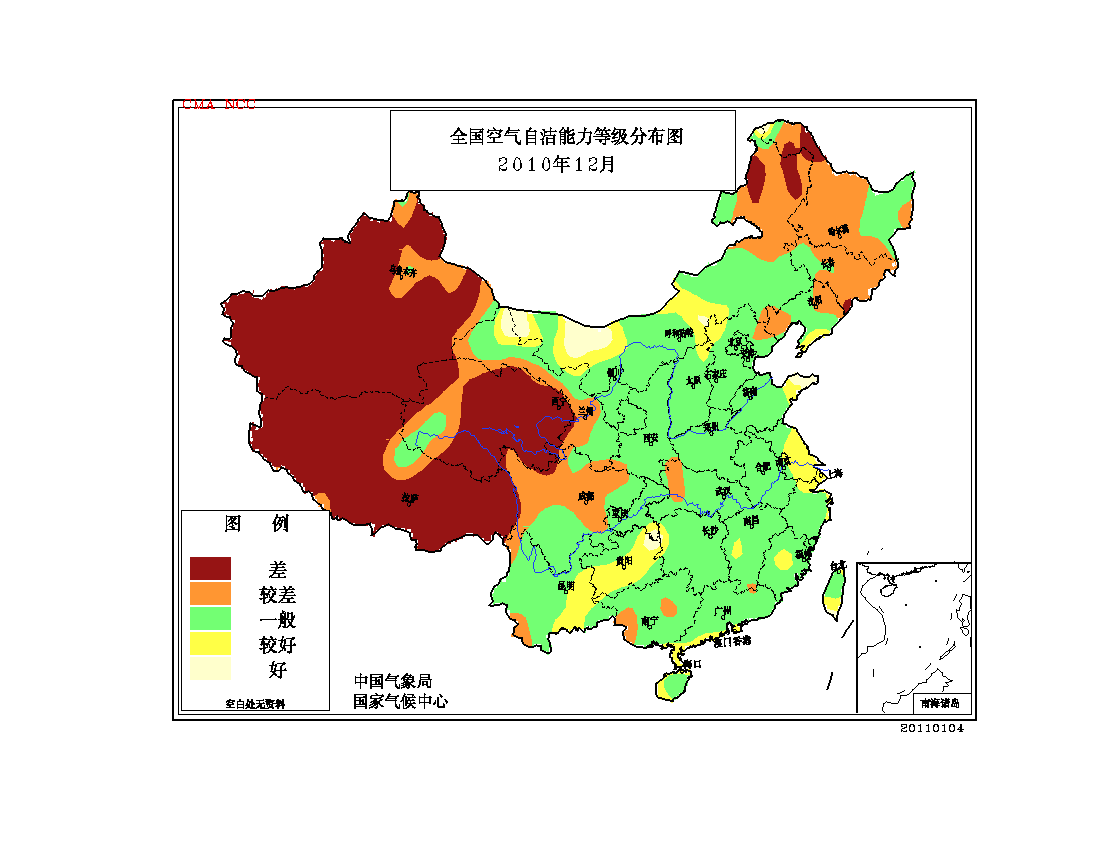 CMA NCC
全国空气自洁能力等级分布图
2010年12月
哈尔滨
乌鲁木齐
长春
沈阳
呼和浩特
北京
天津
银川
太原
石家庄
济南
西宁
兰州
郑州
西安
合肥
南京
上海
拉萨
成都
武汉
重庆
南昌
长沙
贵阳
福州
昆明
台北
广州
南宁
澳门
香港
海口
图 例
差
较差
一般
较好
好
空白处无资料
中国气象局
国家气候中心
南海诸岛
20110104